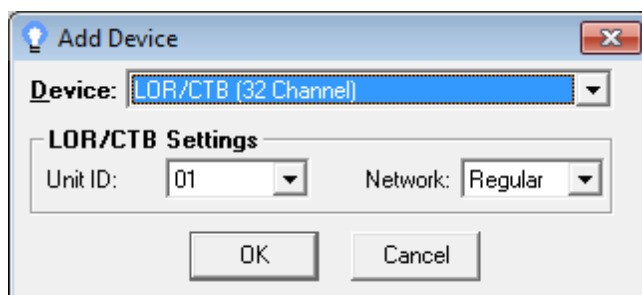 Add Device
Device: LOR/CTB (32 Channel)
LOR/CTB Settings
Unit ID: 01 Network: Regular
OK Cancel